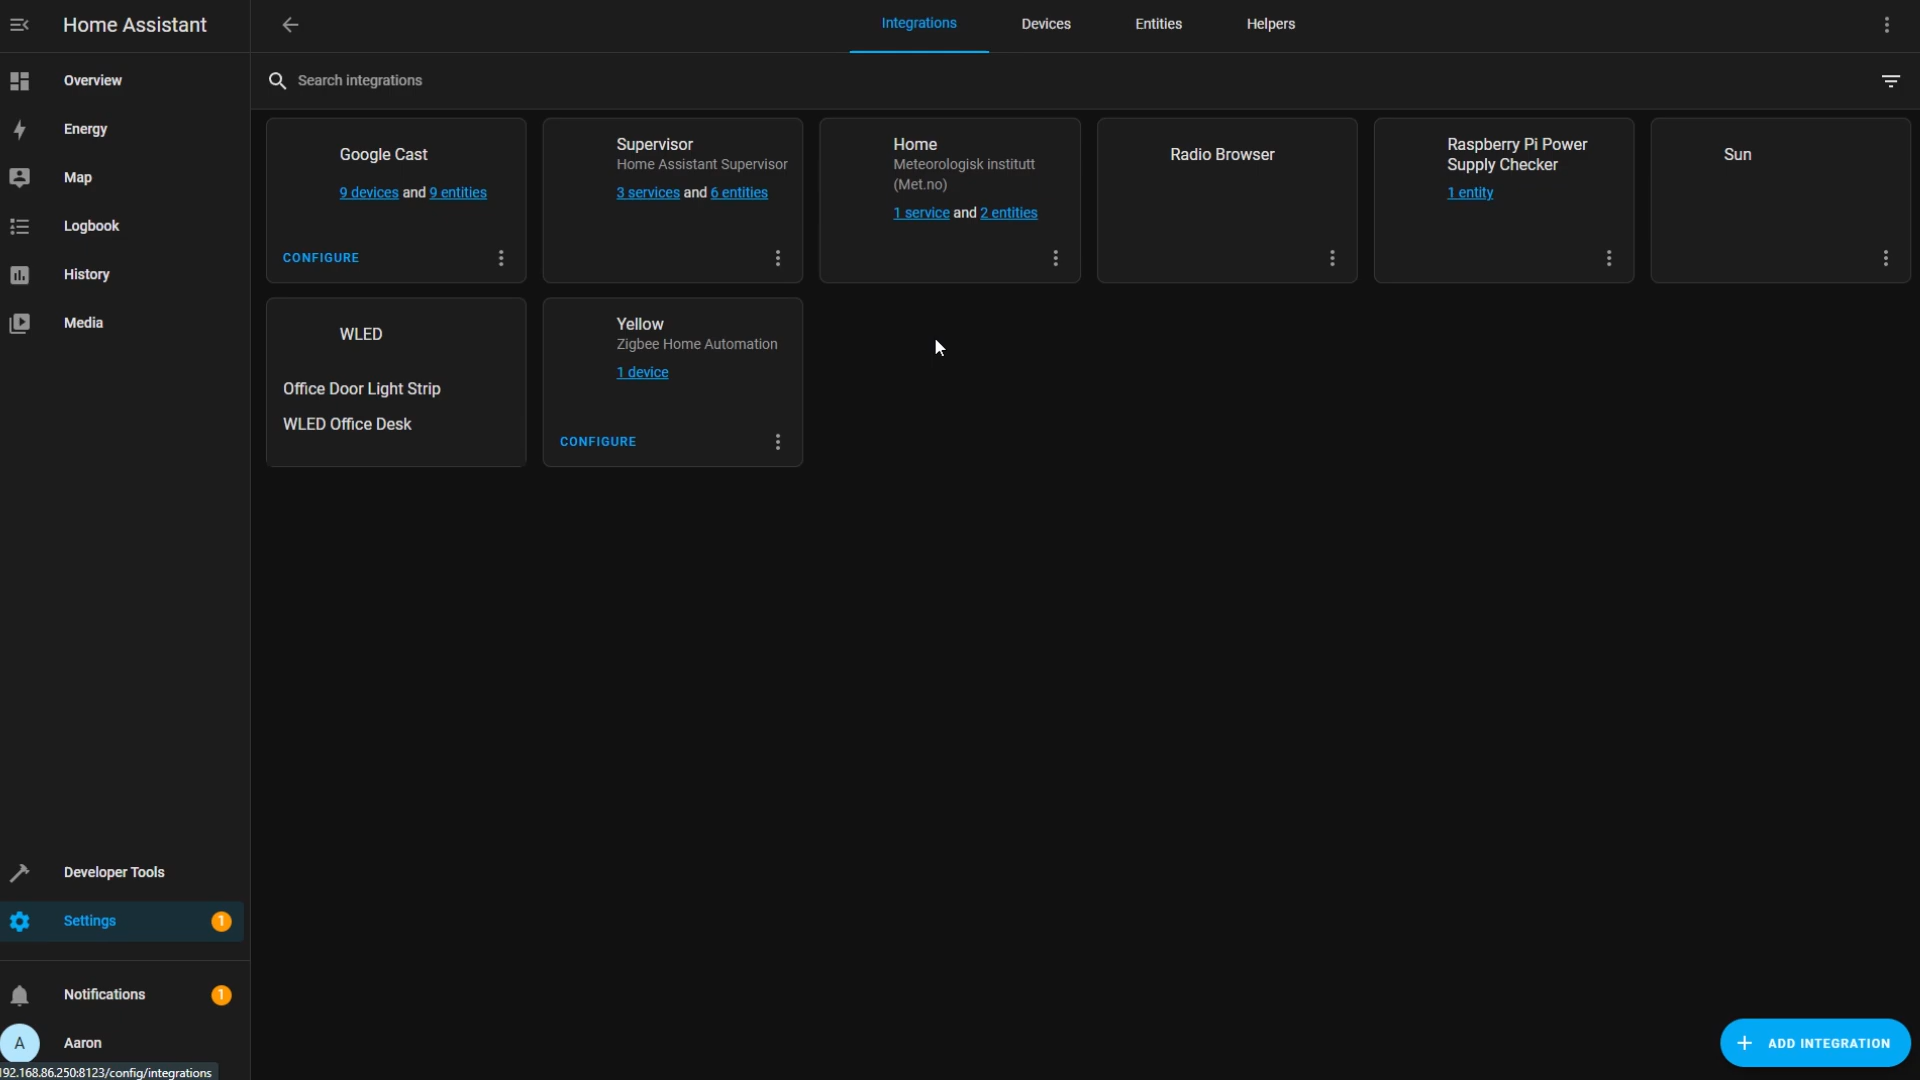 Home Assistant
Integrations
Devices
Entities
Helpers
Overview
Energy
Map
Logbook
History
Media
Developer Tools
Settings
1
Notifications
1
A
Aaron
192.168.86.250:8123/config/integrations
Search integrations
Google Cast
9 devices and 9 entities
CONFIGURE
Supervisor
Home Assistant Supervisor
3 services and 6 entities
Home
Meteorologisk institutt
(Met.no)
1 service and 2 entities
Radio Browser
Raspberry Pi Power
Supply Checker
1 entity
Sun
WLED
Office Door Light Strip
WLED Office Desk
Yellow
Zigbee Home Automation
1 device
CONFIGURE
ADD INTEGRATION